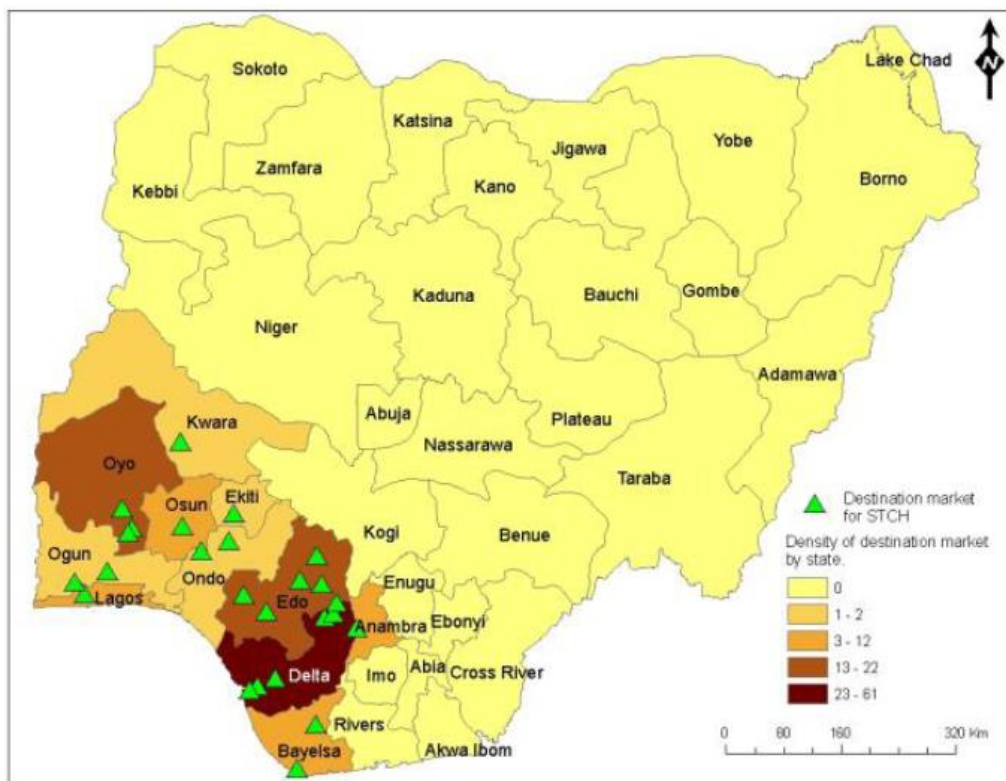 Sokoto
Lake Chad
N
Katsina
Yobe
Zamfara
Jigawa
Borno
Kebbi
Kano
Kaduna
Bauchi
Gombe
Niger
Adamawa
Abuja
Plateau
Kwara
Nassarawa
Oyo
Taraba
Osun
Ekiti
Kogi
Benue
Ogun
Ondo
Enugu
Lagos
Edo
Ebonyi
Anambra
Delta
Imo
Abia
Cross River
Rivers
Bayelsa
Akwa Ibom
Destination market
for STCH
Density of destination market
by state.
0
1 - 2
3 - 12
13 - 22
23 - 61
0 80 160 320 Km